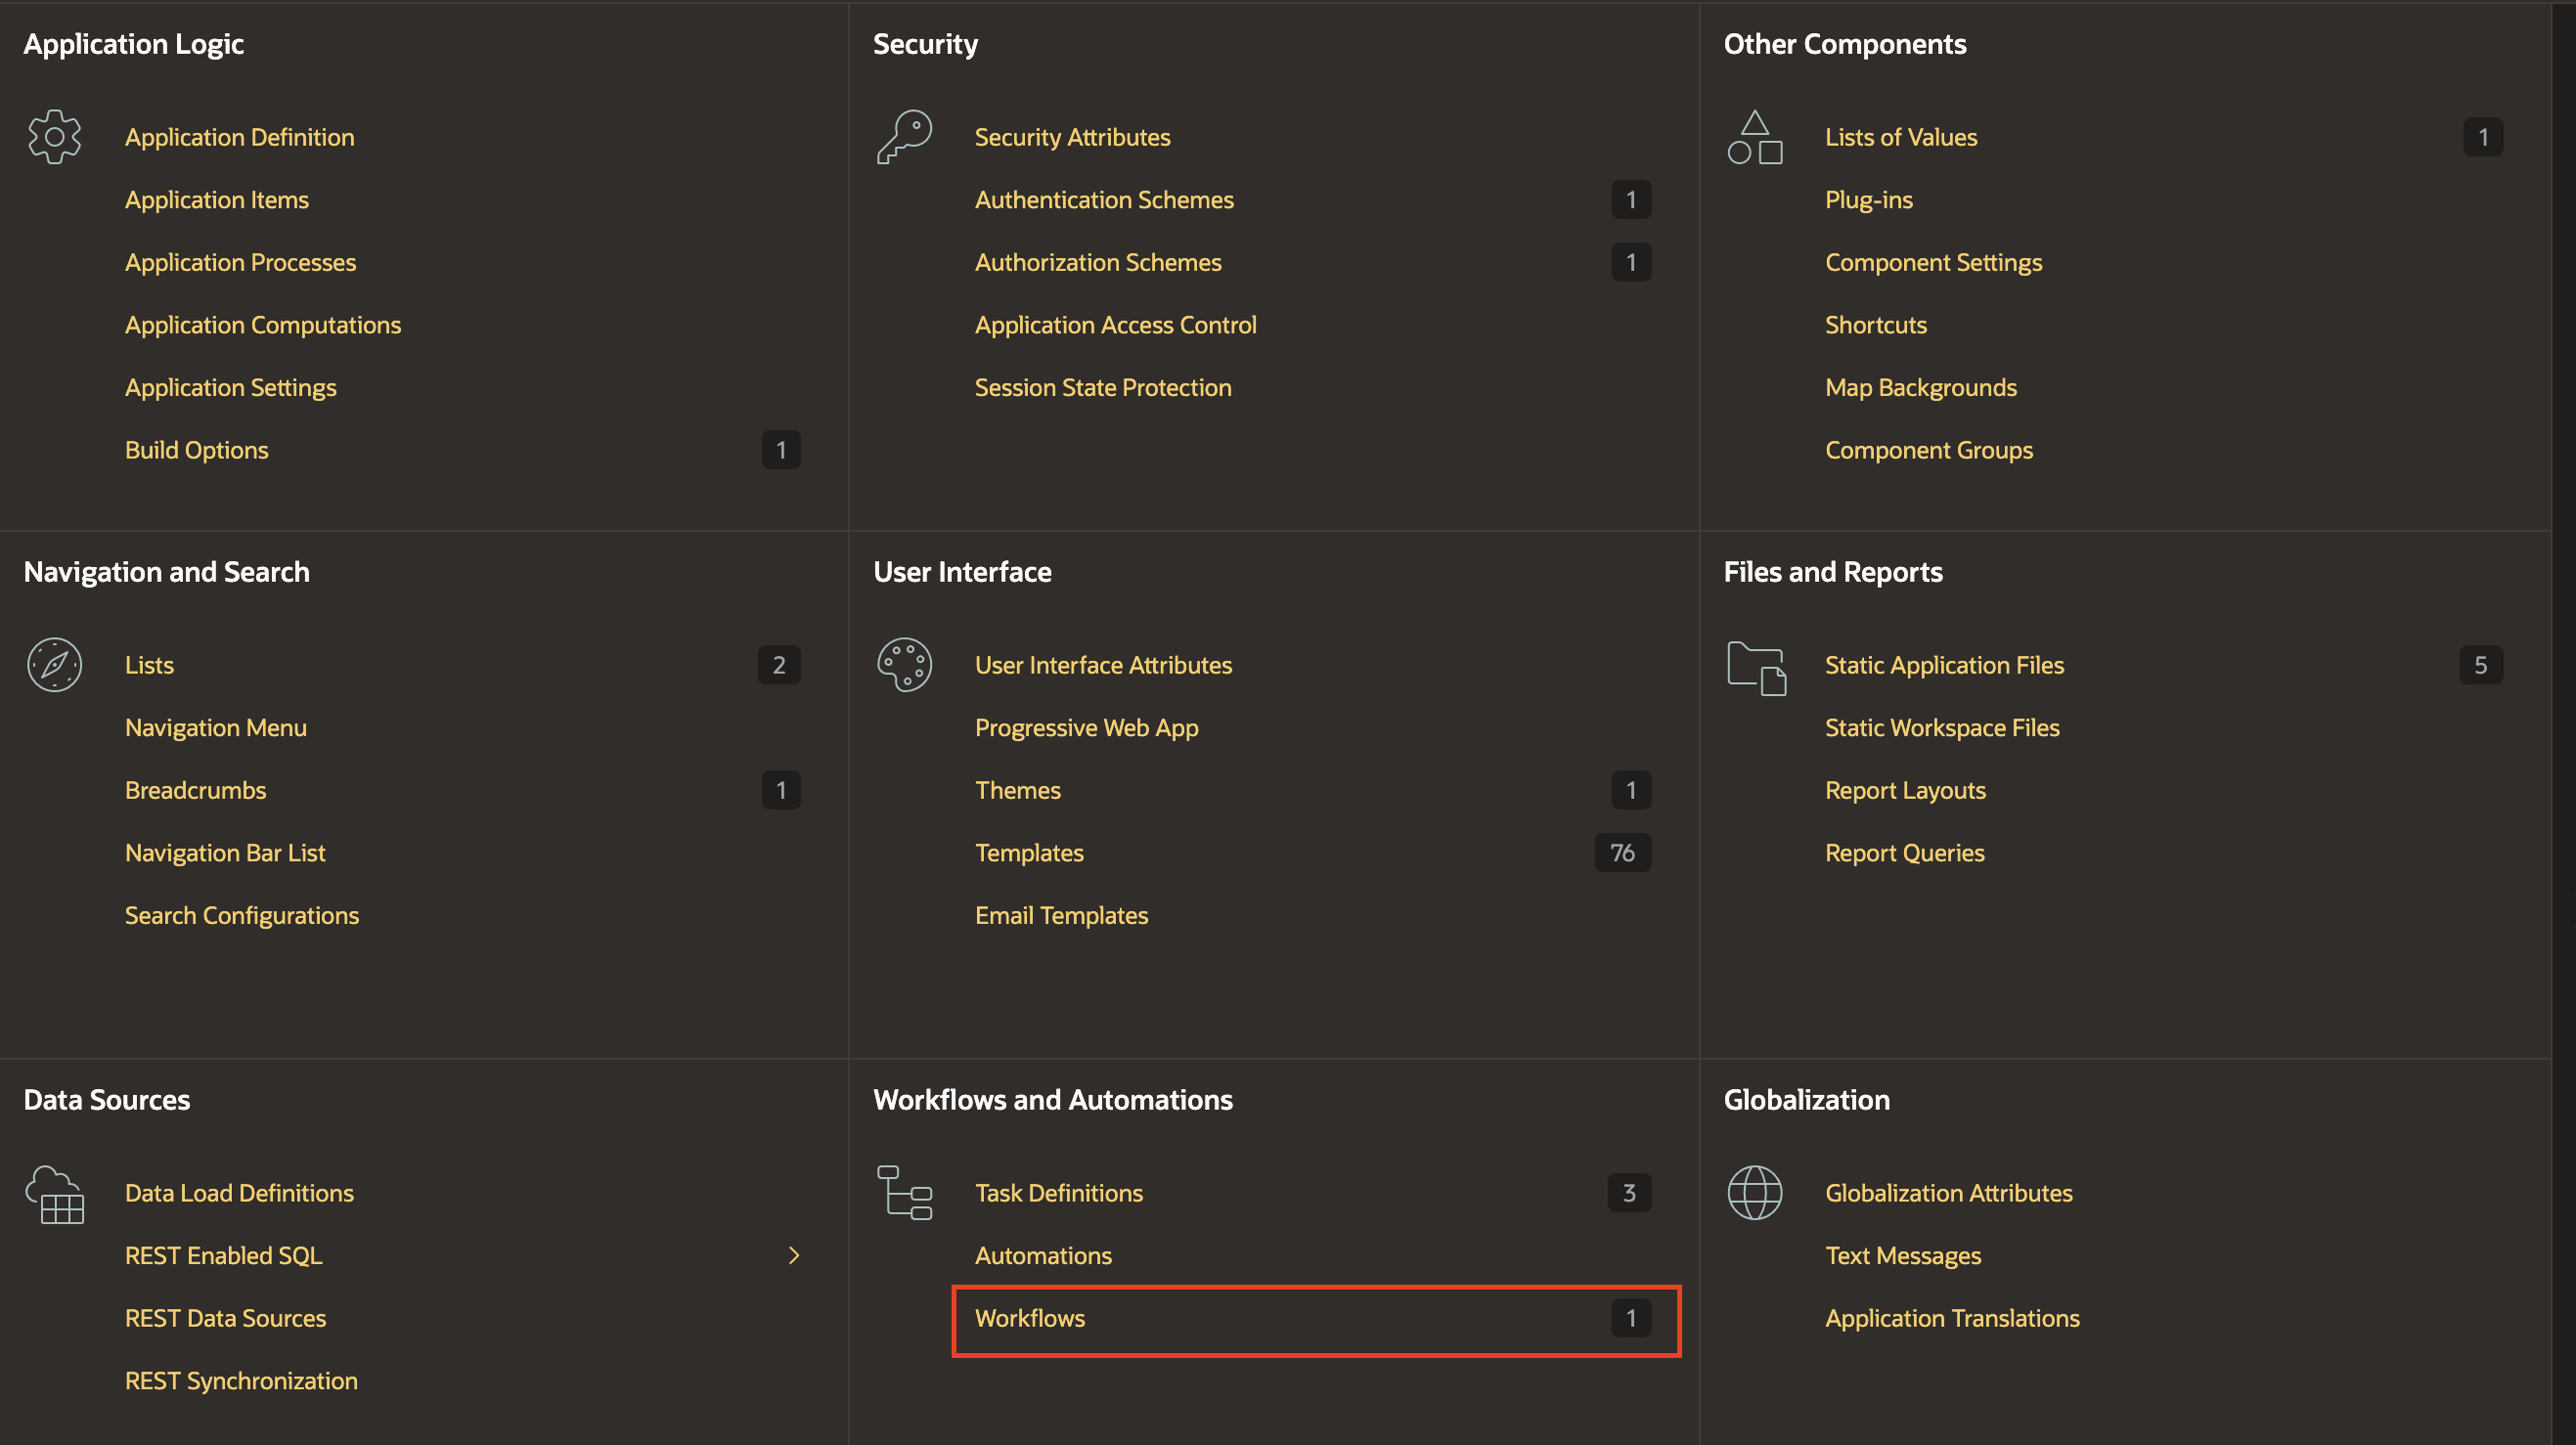 Application Logic
Application Definition
Application Items
Application Processes
Application Computations
Application Settings
Build Options 1
Security
Security Attributes
Authentication Schemes 1
Authorization Schemes 1
Application Access Control
Session State Protection
Other Components
Lists of Values 1
Plug-ins
Component Settings
Shortcuts
Map Backgrounds
Component Groups
Navigation and Search
Lists 2
Navigation Menu
Breadcrumbs 1
Navigation Bar List
Search Configurations
User Interface
User Interface Attributes
Progressive Web App
Themes 1
Templates 76
Email Templates
Files and Reports
Static Application Files 5
Static Workspace Files
Report Layouts
Report Queries
Data Sources
Data Load Definitions
REST Enabled SQL
REST Data Sources
REST Synchronization
Workflows and Automations
Task Definitions 3
Automations
Workflows 1
Globalization
Globalization Attributes
Text Messages
Application Translations